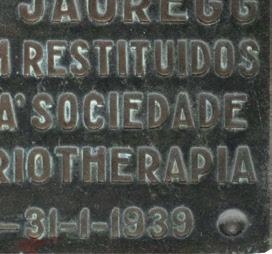 JAUREGG
M RESTITUIDOS
A' SOCIEDADE
RIOTHERAPIA
-31-1-1939